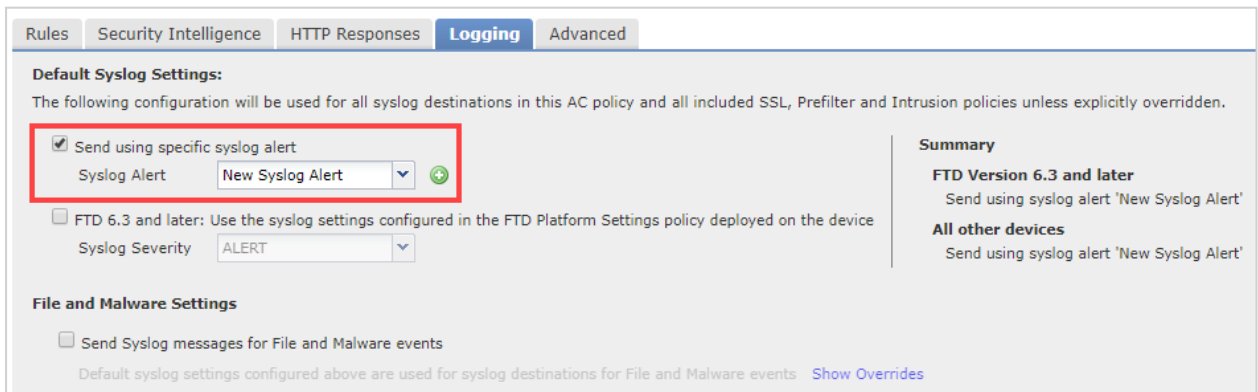 Rules Security Intelligence HTTP Responses Logging Advanced
Default Syslog Settings:
The following configuration will be used for all syslog destinations in this AC policy and all included SSL, Prefilter and Intrusion policies unless explicitly overridden.
Send using specific syslog alert
Syslog Alert New Syslog Alert
FTD 6.3 and later: Use the syslog settings configured in the FTD Platform Settings policy deployed on the device
Syslog Severity ALERT
Summary
FTD Version 6.3 and later
Send using syslog alert 'New Syslog Alert'
All other devices
Send using syslog alert 'New Syslog Alert'
File and Malware Settings
Send Syslog messages for File and Malware events
Default syslog settings configured above are used for syslog destinations for File and Malware events Show Overrides